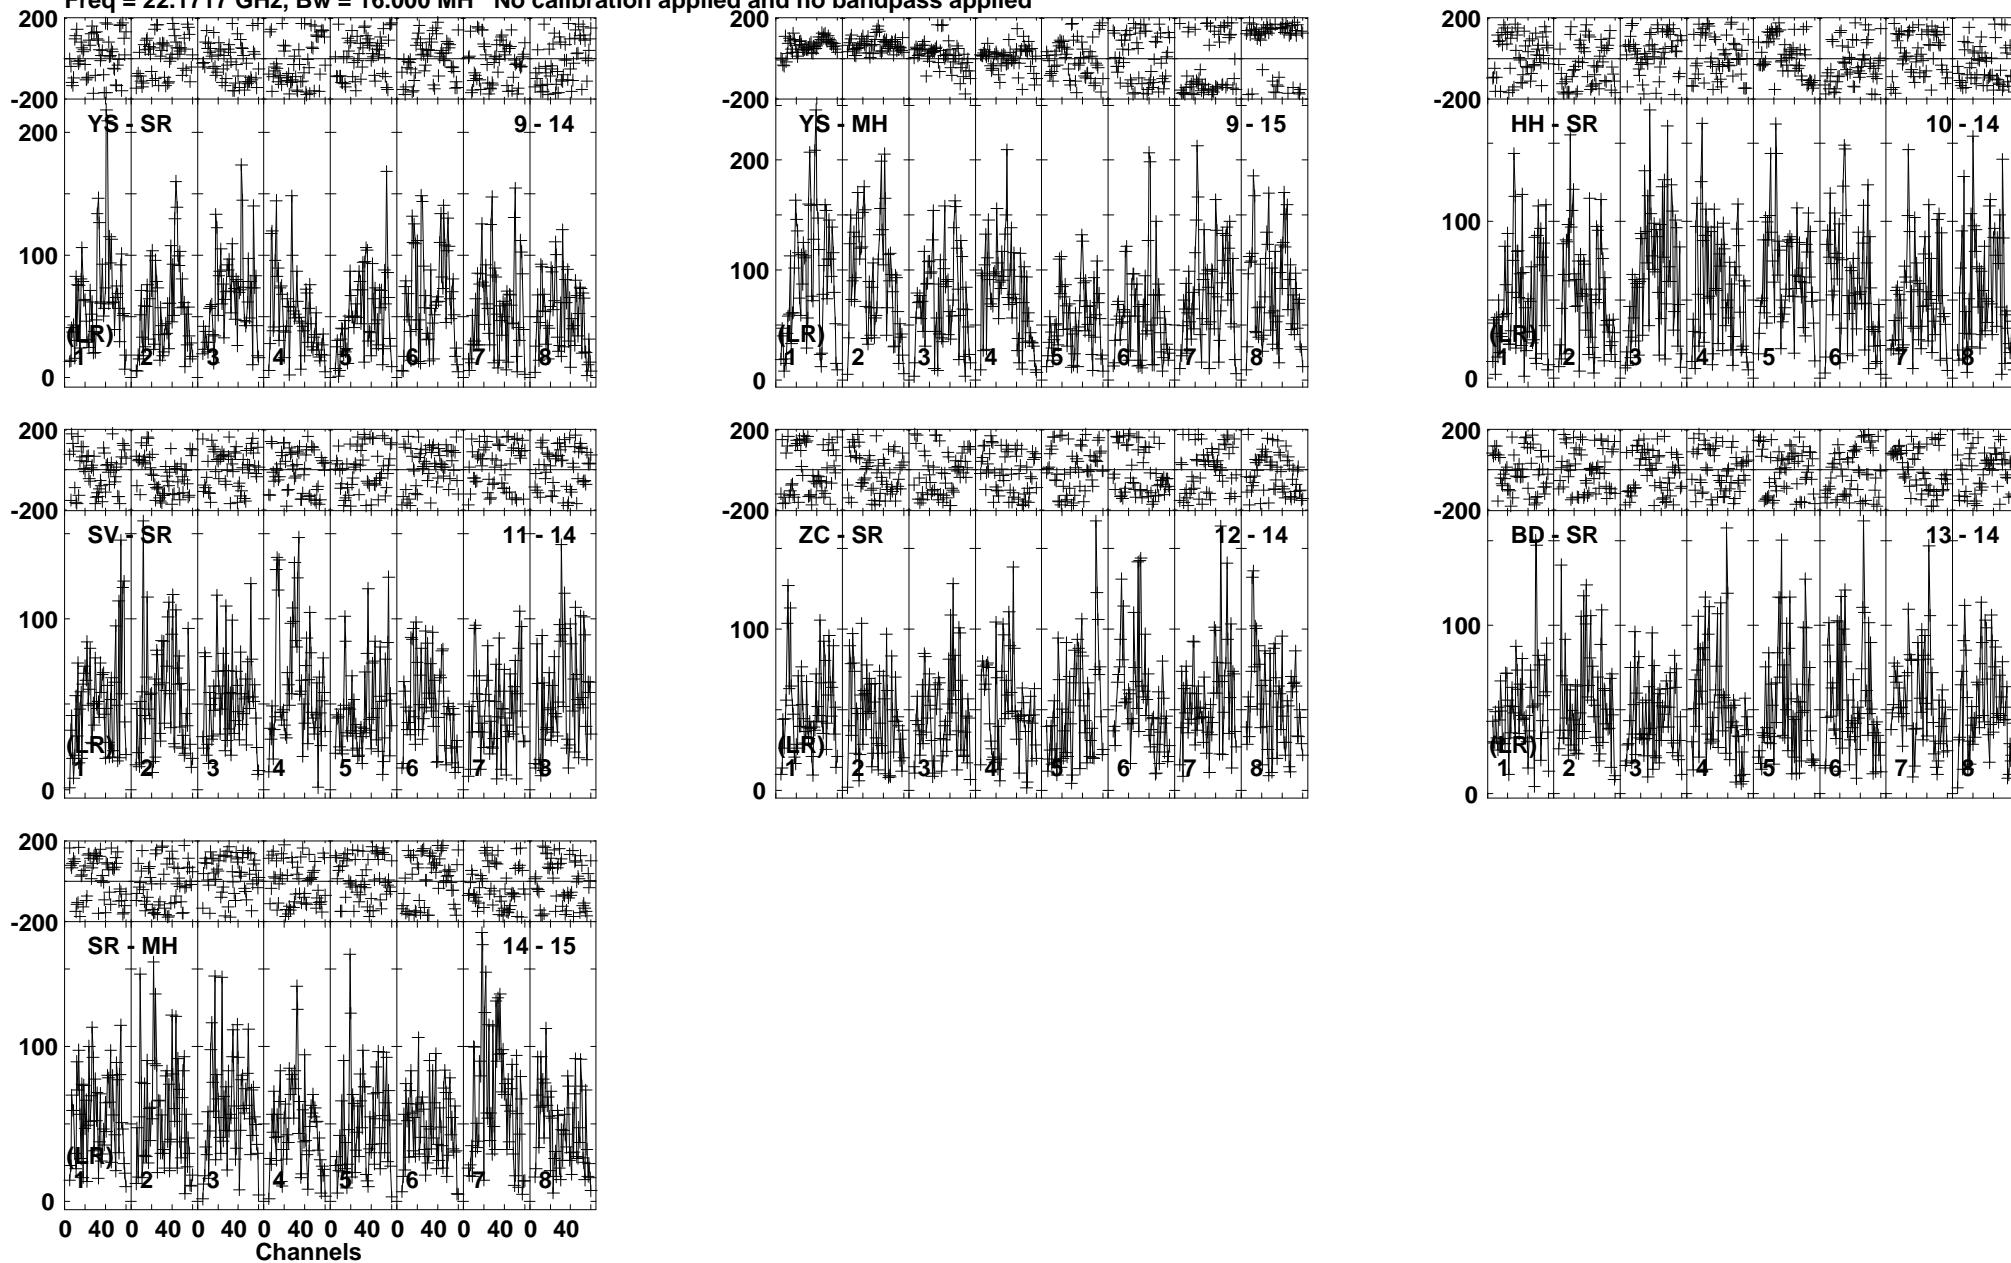 Freq = 22.1717 GHz, Bw = 16.000 MH No calibration applied and no bandpass applied
200
-200
YS - SR 9 - 14
200
100
0
(LR)
1 2 3 4 5 6 7 8
200
-200
YS - MH 9 - 15
200
100
0
(LR)
1 2 3 4 5 6 7 8
200
-200
HH - SR 10 - 14
100
0
(LR)
1 2 3 4 5 6 7 8
200
-200
SV - SR 11 - 14
100
0
(LR)
1 2 3 4 5 6 7 8
200
-200
ZC - SR 12 - 14
100
0
(LR)
1 2 3 4 5 6 7 8
200
-200
BD - SR 13 - 14
100
0
(LR)
1 2 3 4 5 6 7 8
200
-200
SR - MH 14 - 15
100
0
(LR)
1 2 3 4 5 6 7 8
0 40 0 40 0 40 0 40 0 40 0 40 0 40 0 40
Channels